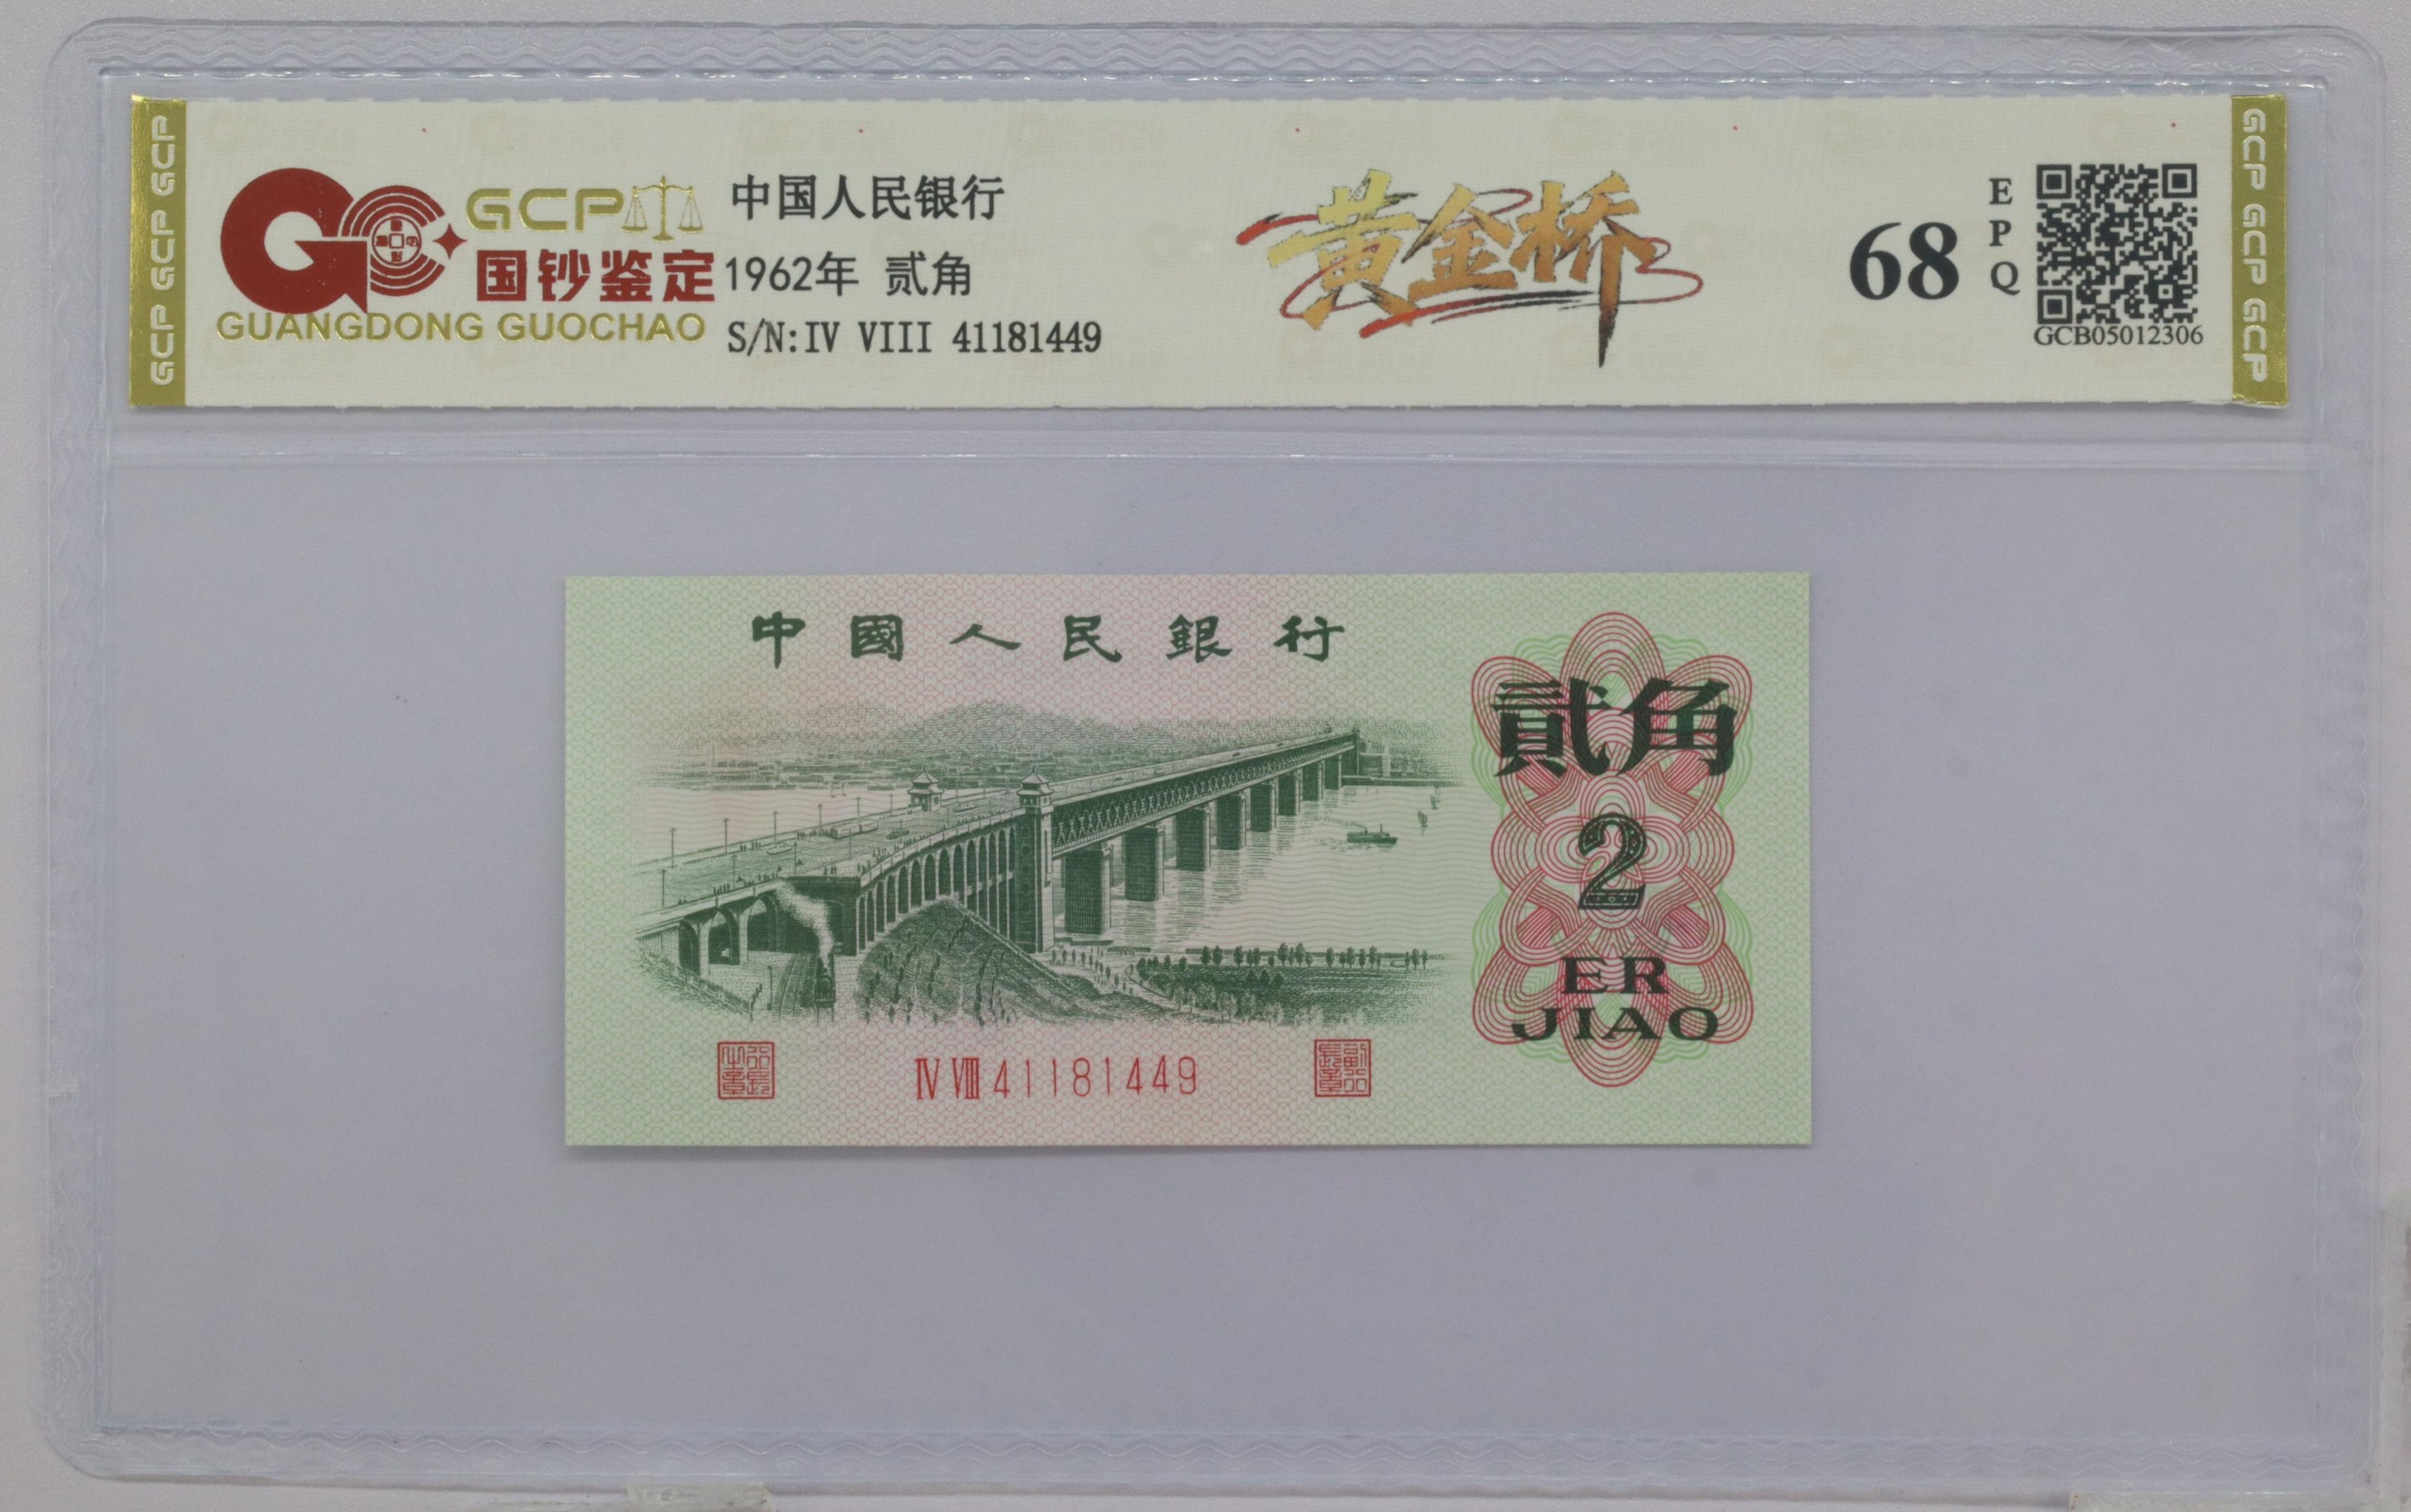 GCP GCP GCP
GCP
国钞鉴定
GUANGDONG GUOCHAO
中国人民银行
1962年 贰角
S/N:IV VIII 41181449
黄金桥
68
EPQ
GCB05012306
GCP GCP GCP
中國人民銀行
貳角
2
ER
JIAO
Ⅳ Ⅷ 41181449